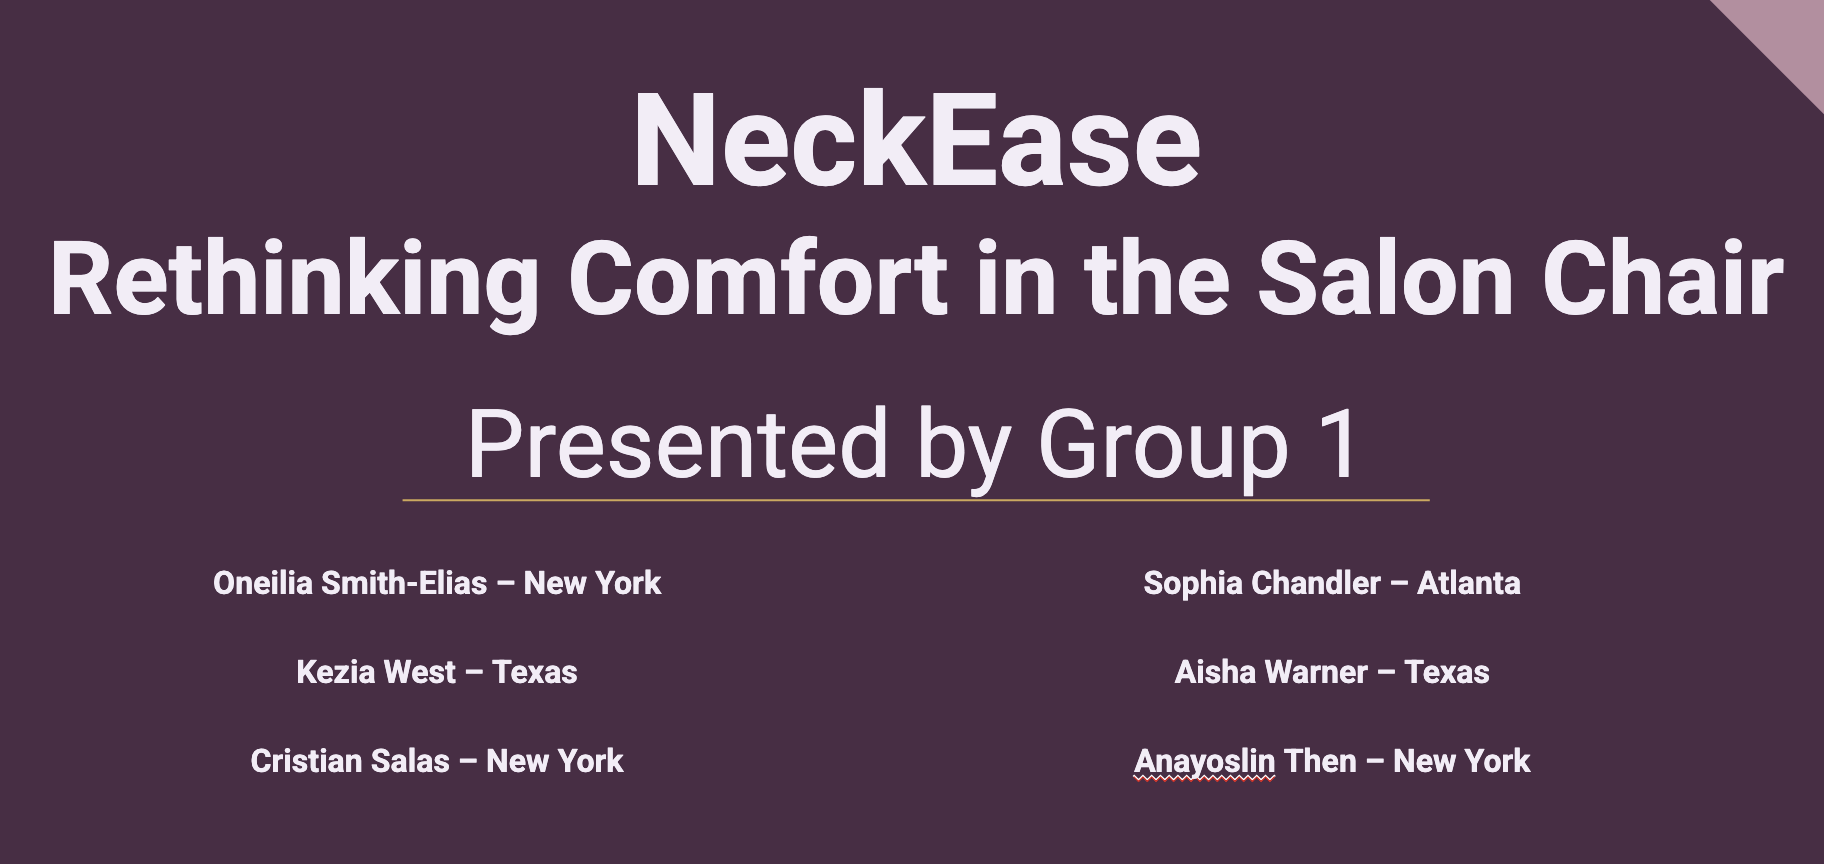 NeckEase
Rethinking Comfort in the Salon Chair
Presented by Group 1
Oneilia Smith-Elias – New York
Kezia West – Texas
Cristian Salas – New York
Sophia Chandler – Atlanta
Aisha Warner – Texas
Anayoslin Then – New York